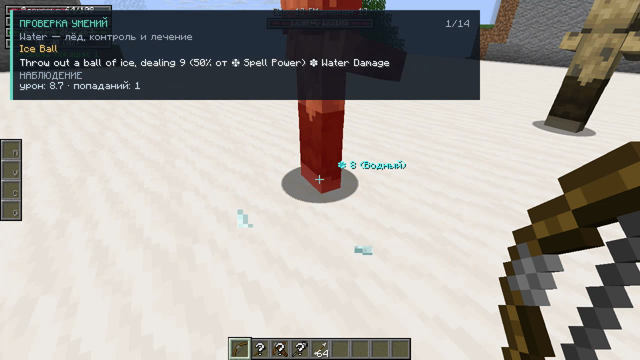 ПРОВЕРКА УМЕНИЙ
1/14
Water — лёд, контроль и лечение
Ice Ball
Throw out a ball of ice, dealing 9 (50% от ✠ Spell Power) ❄ Water Damage
НАБЛЮДЕНИЕ
урон: 8.7 · попаданий: 1
❄ 8 (Водный)
64